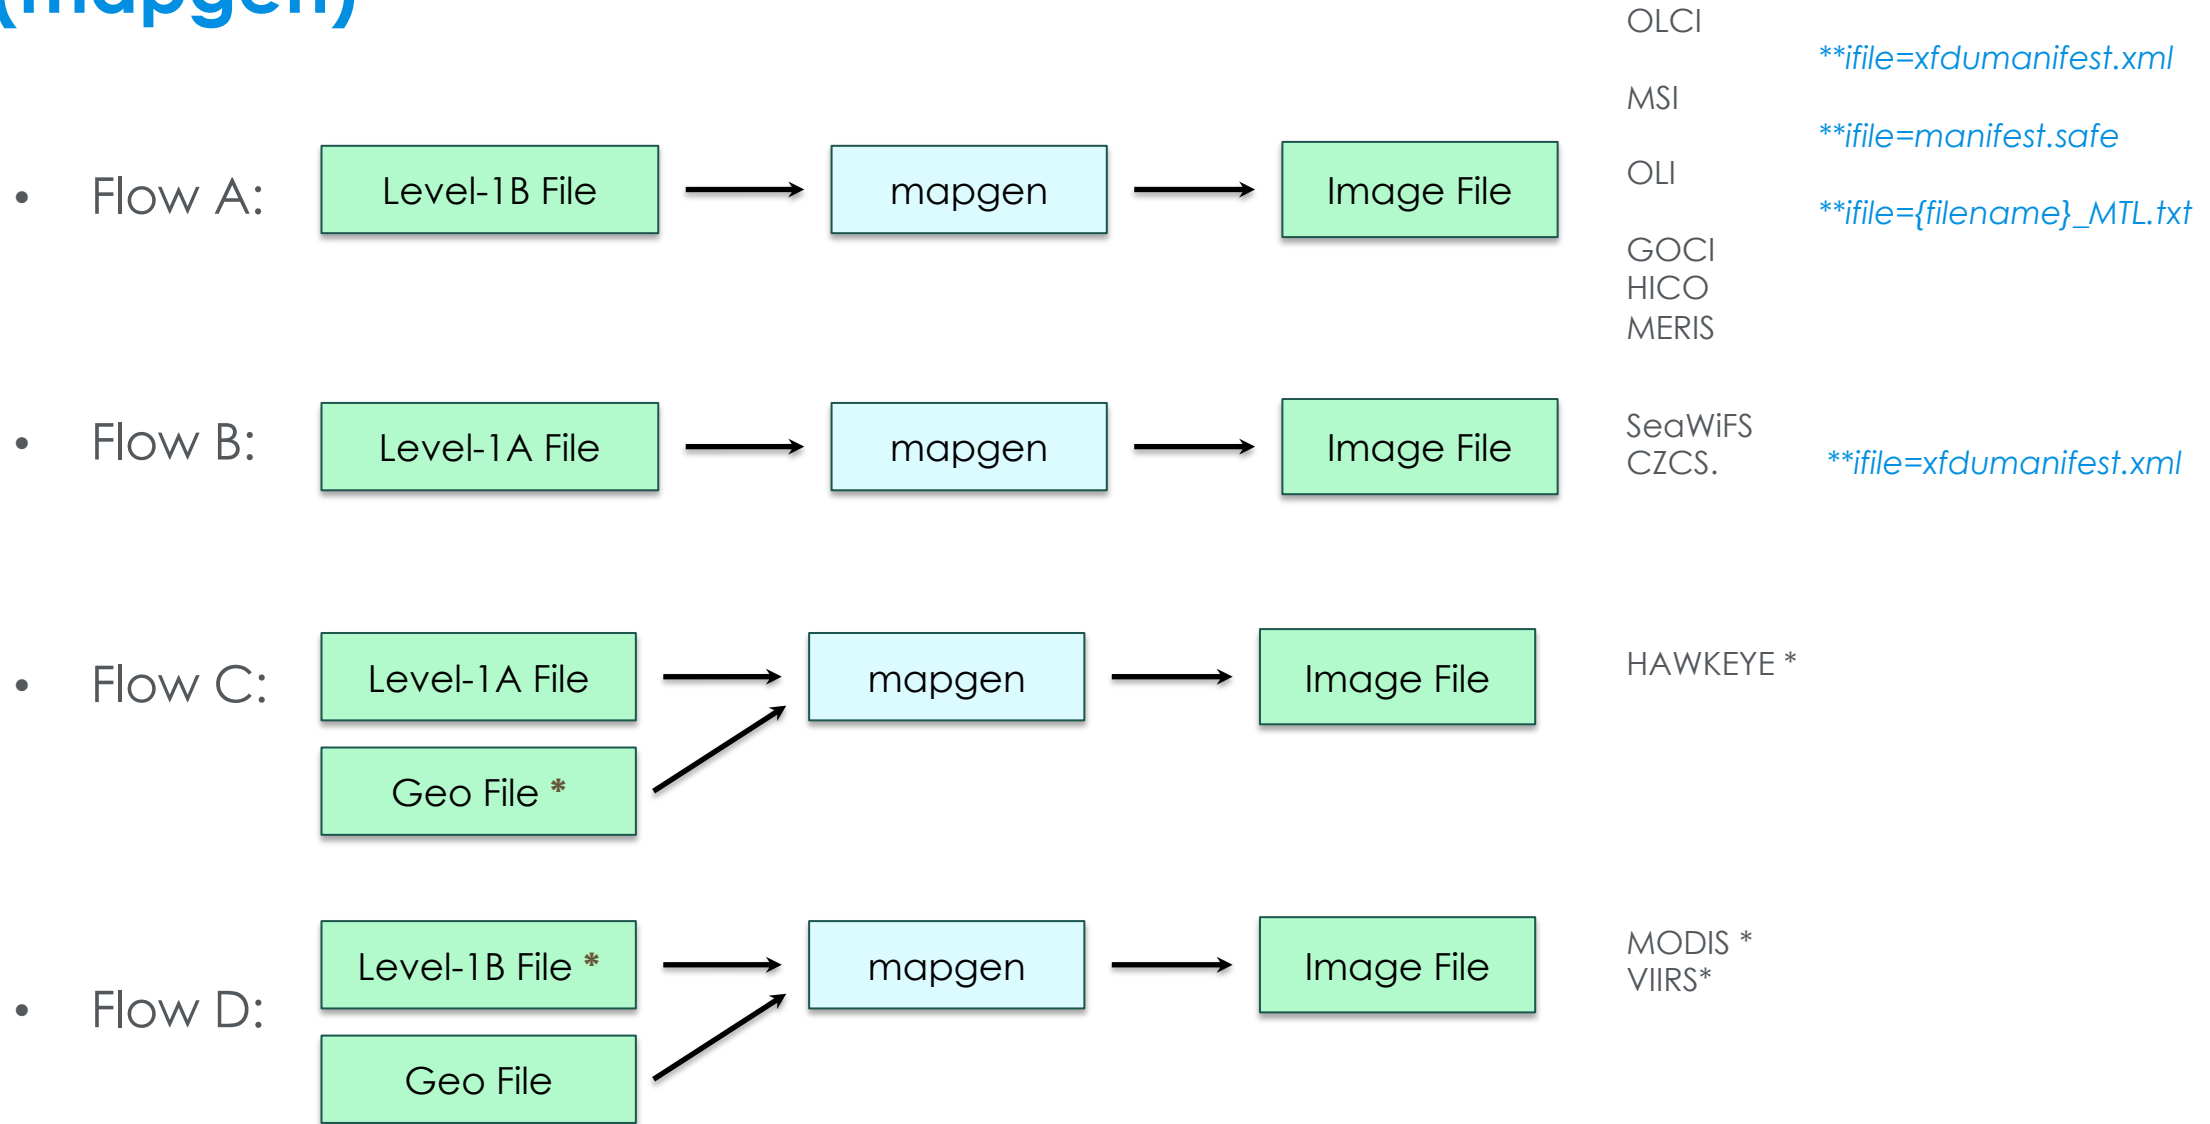 (mapgen)
OLCI
**ifile=xfdumanifest.xml
MSI
**ifile=manifest.safe
OLI
**ifile={filename}_MTL.txt
GOCI
HICO
MERIS
• Flow A:
Level-1B File
mapgen
Image File
• Flow B:
Level-1A File
mapgen
Image File
SeaWiFS
CZCS. **ifile=xfdumanifest.xml
• Flow C:
Level-1A File
mapgen
Image File
HAWKEYE *
Geo File *
• Flow D:
Level-1B File *
mapgen
Image File
MODIS *
VIIRS*
Geo File